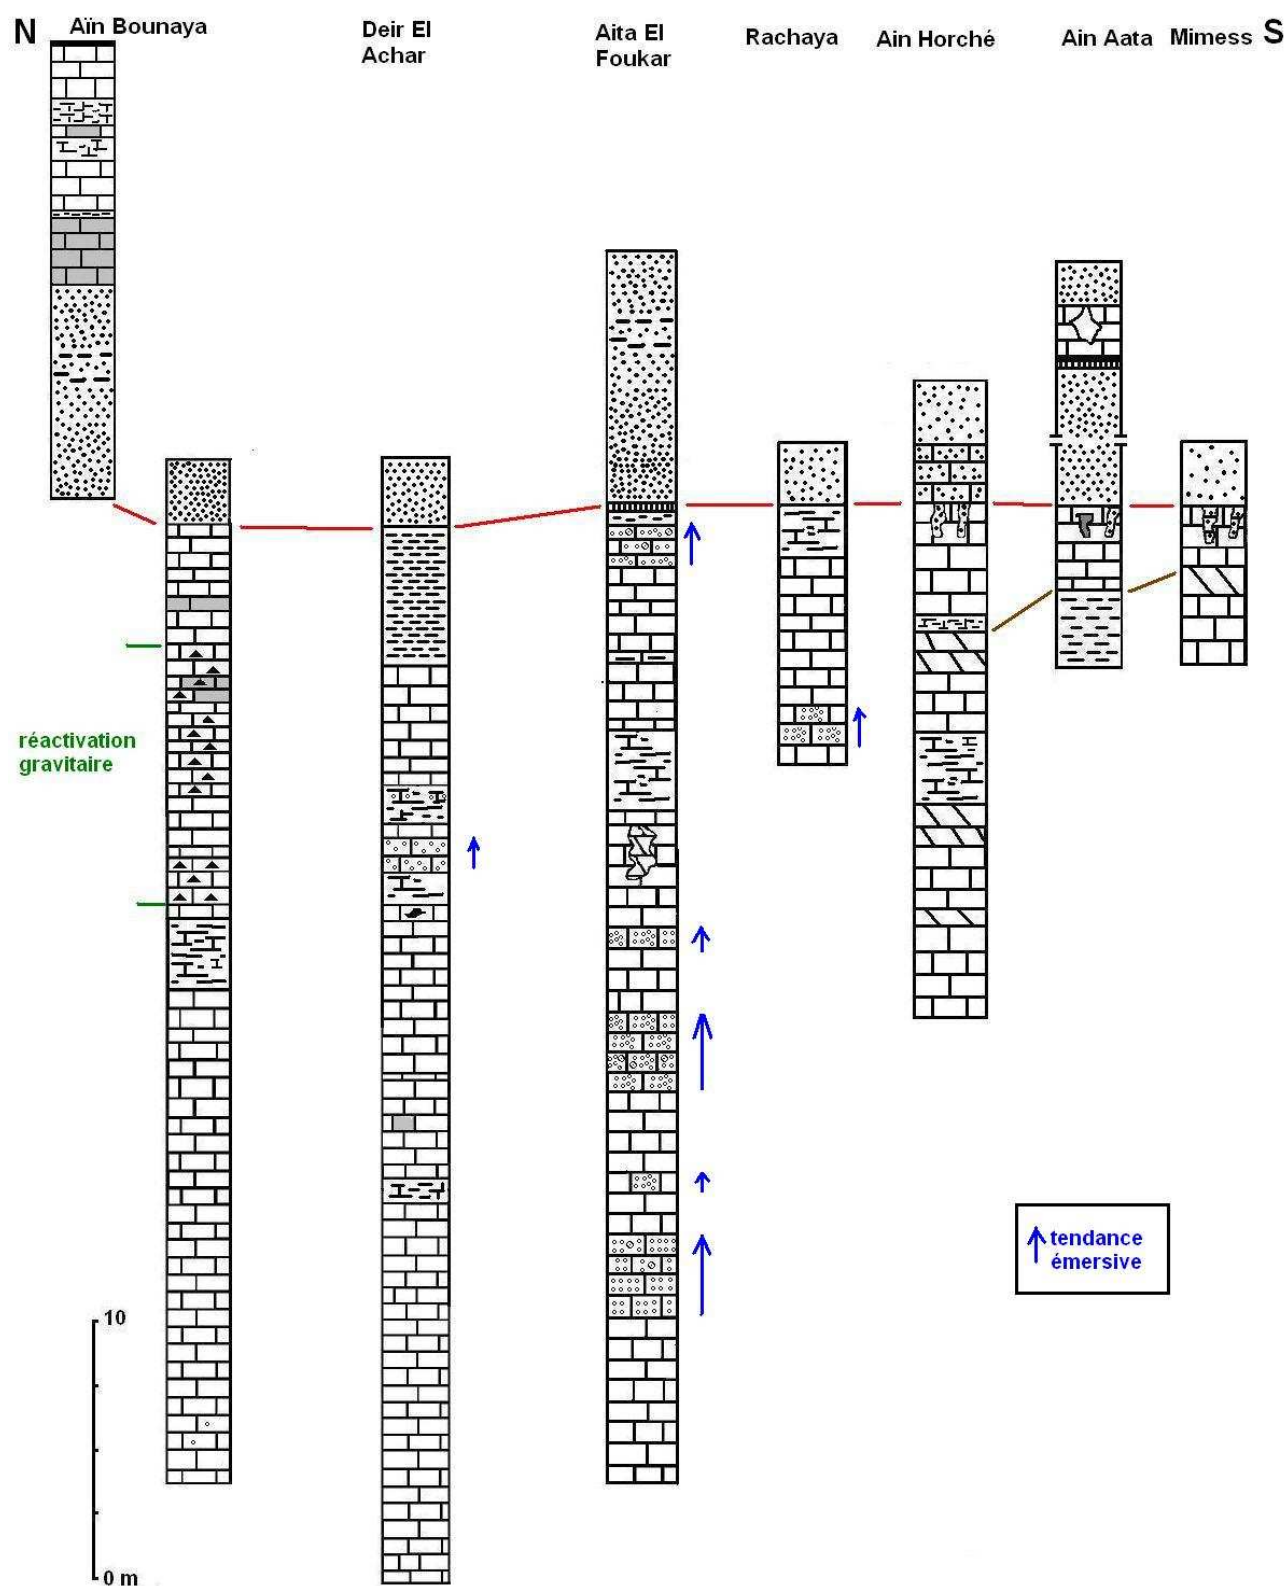 N
Aïn Bounaya
Deir El
Achar
Aita El
Foukar
Rachaya
Ain Horché
Ain Aata
Mimess
S
réactivation
gravitaire
tendance
émersive
10
0 m